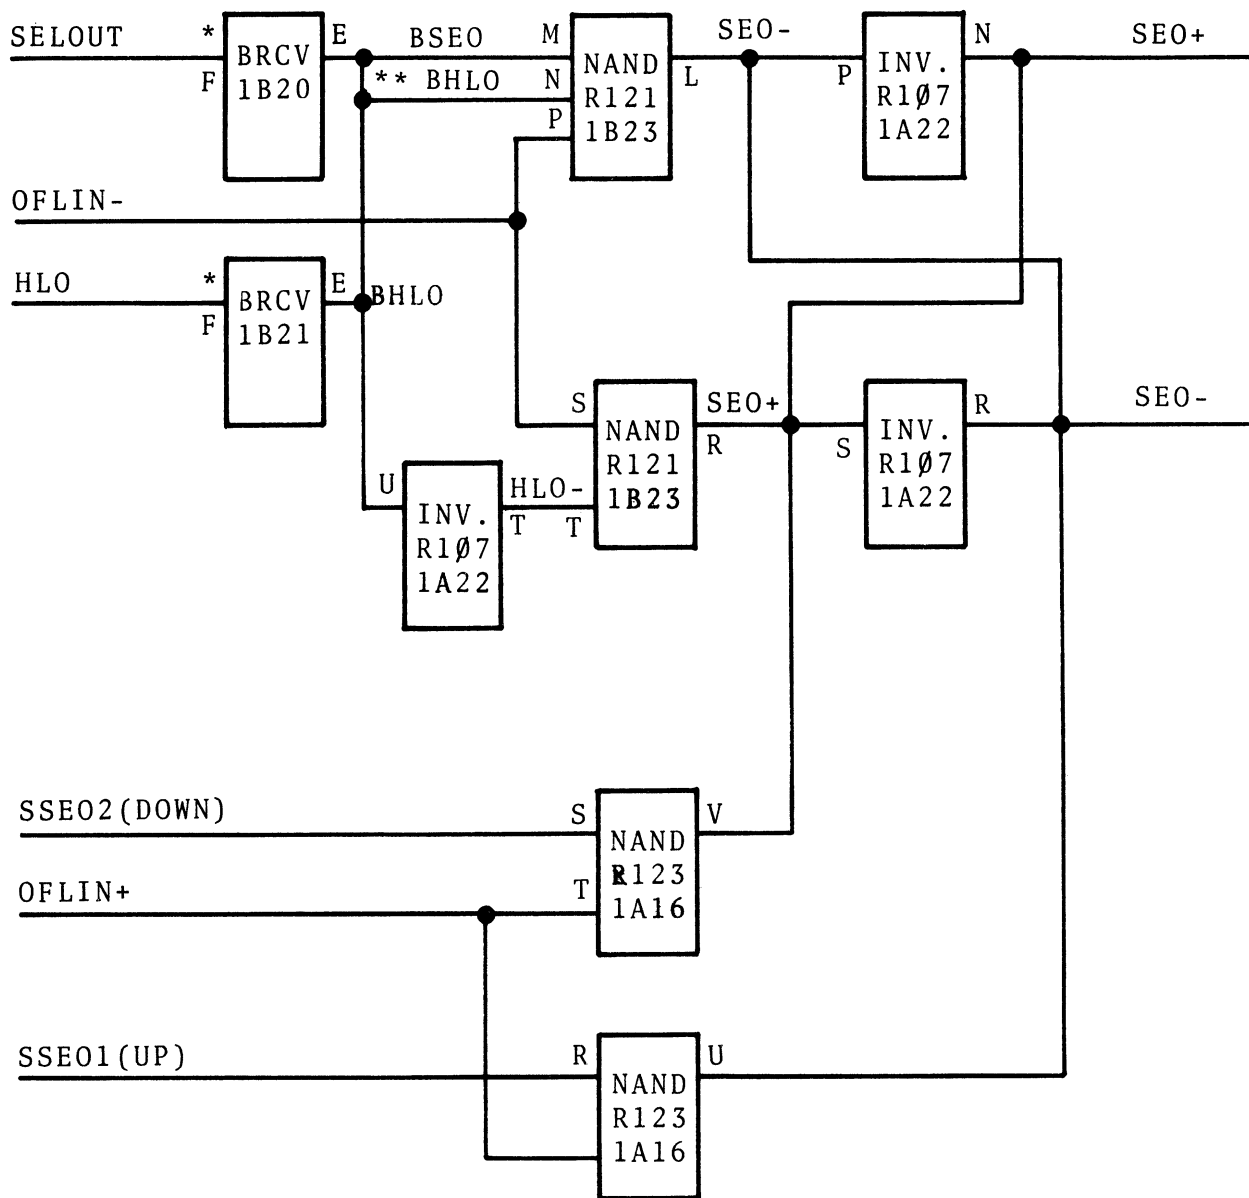 SELOUT * F BRCV 1B20 E BSEO M NAND R121 1B23 L SEO- P INV. R1Ø7 1A22 N SEO+
** BHLO N
P
OFLIN-
HLO * F BRCV 1B21 E BHLO
S NAND R121 1B23 R SEO+ S INV. R1Ø7 1A22 R SEO-
U INV. R1Ø7 1A22 T HLO- T
SSEO2(DOWN) S NAND R123 1A16 V
OFLIN+ T
SSEO1(UP) R NAND R123 1A16 U